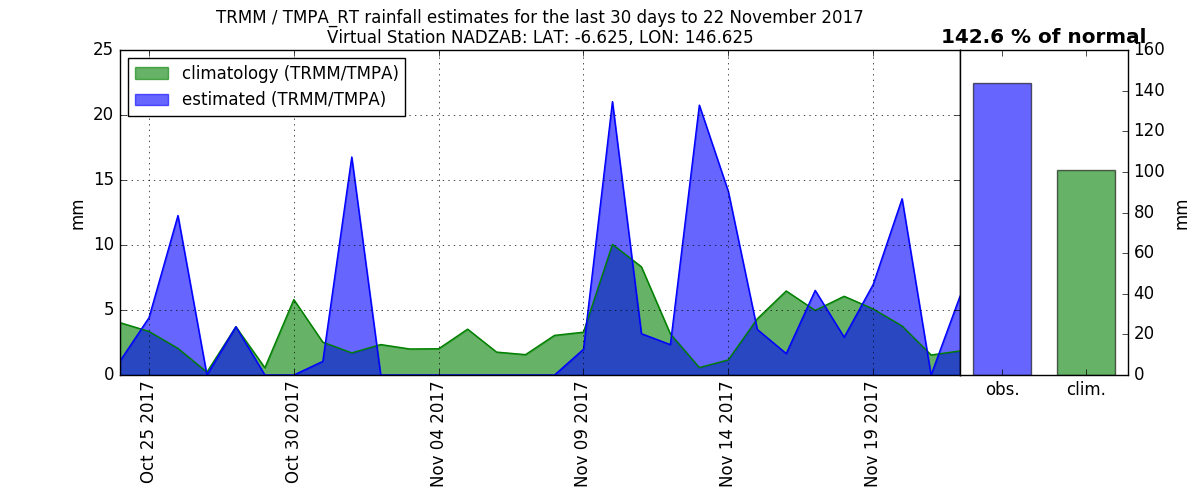 TRMM / TMPA_RT rainfall estimates for the last 30 days to 22 November 2017
Virtual Station NADZAB: LAT: -6.625, LON: 146.625
142.6 % of normal
climatology (TRMM/TMPA)
estimated (TRMM/TMPA)
mm
25
20
15
10
5
0
Oct 25 2017
Oct 30 2017
Nov 04 2017
Nov 09 2017
Nov 14 2017
Nov 19 2017
160
140
120
100
80
60
40
20
0
mm
obs.
clim.